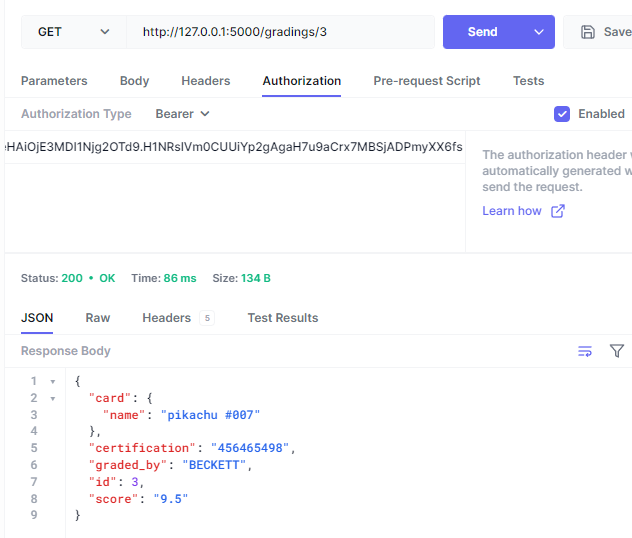 GET http://127.0.0.1:5000/gradings/3 Send Save
Parameters Body Headers Authorization Pre-request Script Tests
Authorization Type Bearer Enabled
eHAiOjE3MDI1Njg2OTd9.H1NRsIVm0CUUiYp2gAgaH7u9aCrx7MBSjADPmyXX6fs
The authorization header
automatically generated w
send the request.
Learn how
Status: 200 • OK Time: 86 ms Size: 134 B
JSON Raw Headers 5 Test Results
Response Body
1 {
2 "card": {
3 "name": "pikachu #007"
4 },
5 "certification": "456465498",
6 "graded_by": "BECKETT",
7 "id": 3,
8 "score": "9.5"
9 }